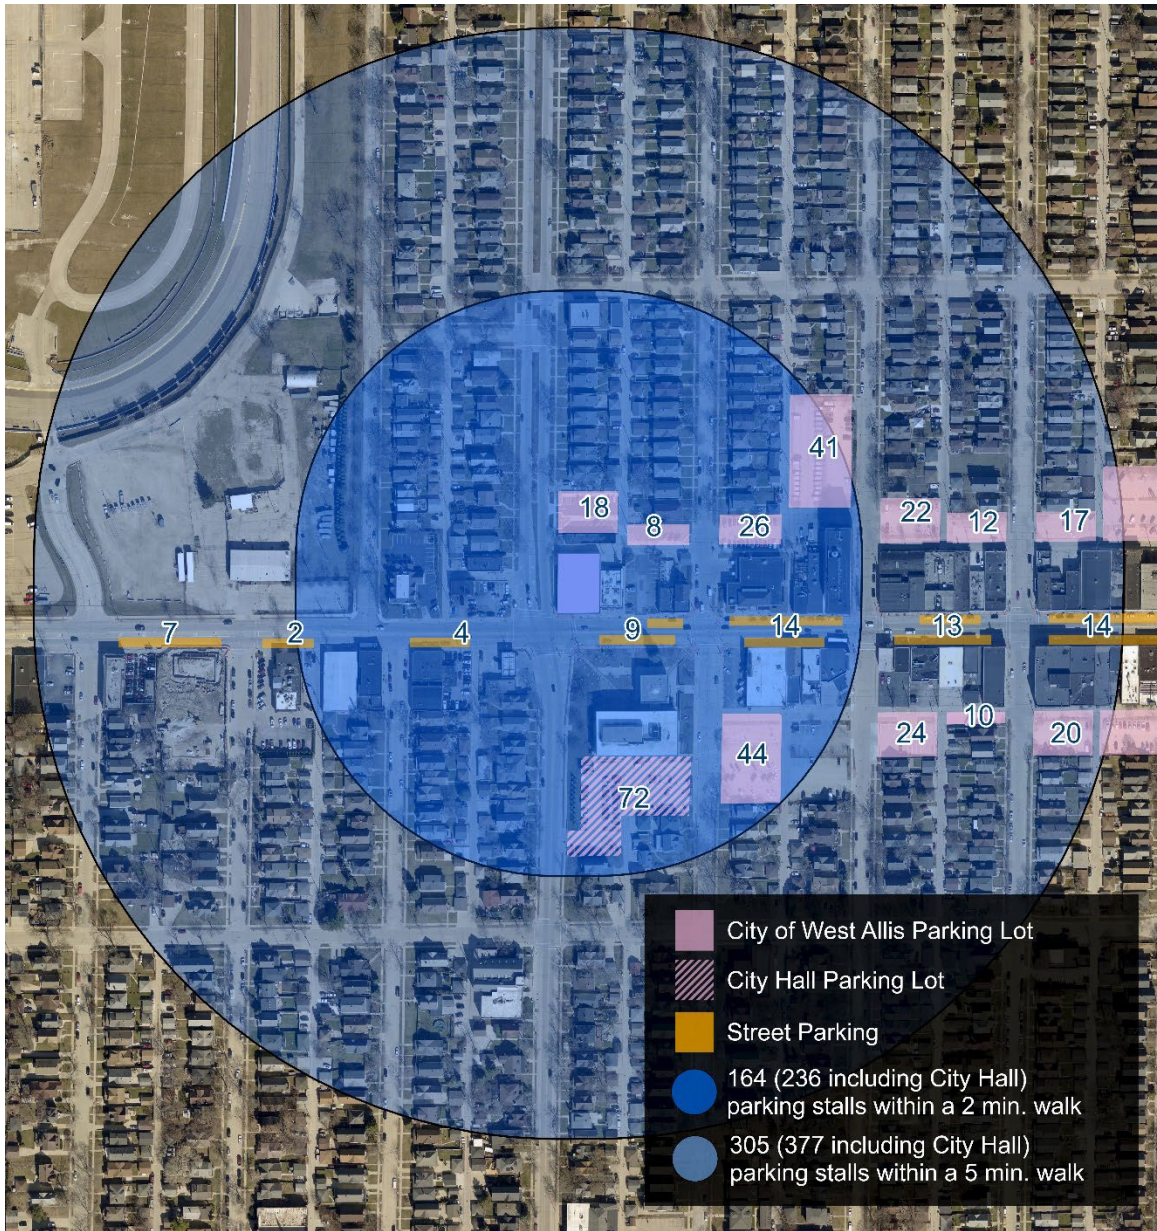 41
18
8
26
22
12
17
7
2
4
9
14
13
14
44
24
10
20
72
City of West Allis Parking Lot
City Hall Parking Lot
Street Parking
164 (236 including City Hall)
parking stalls within a 2 min. walk
305 (377 including City Hall)
parking stalls within a 5 min. walk